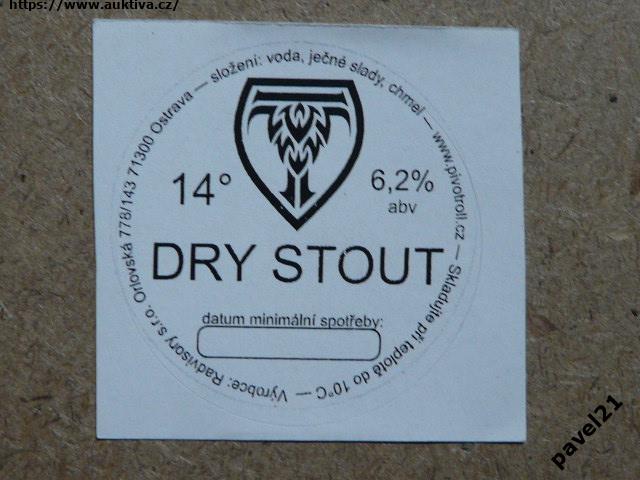 https://www.auktiva.cz/
složení: voda, ječné slady, chmel — www.pivotroll.cz — Skladujte při teplotě do 10°C — Výrobce: Radvisory s.r.o. Orlovská 778/143 71300 Ostrava —
14°
6,2%
abv
DRY STOUT
datum minimální spotřeby:
pavel21